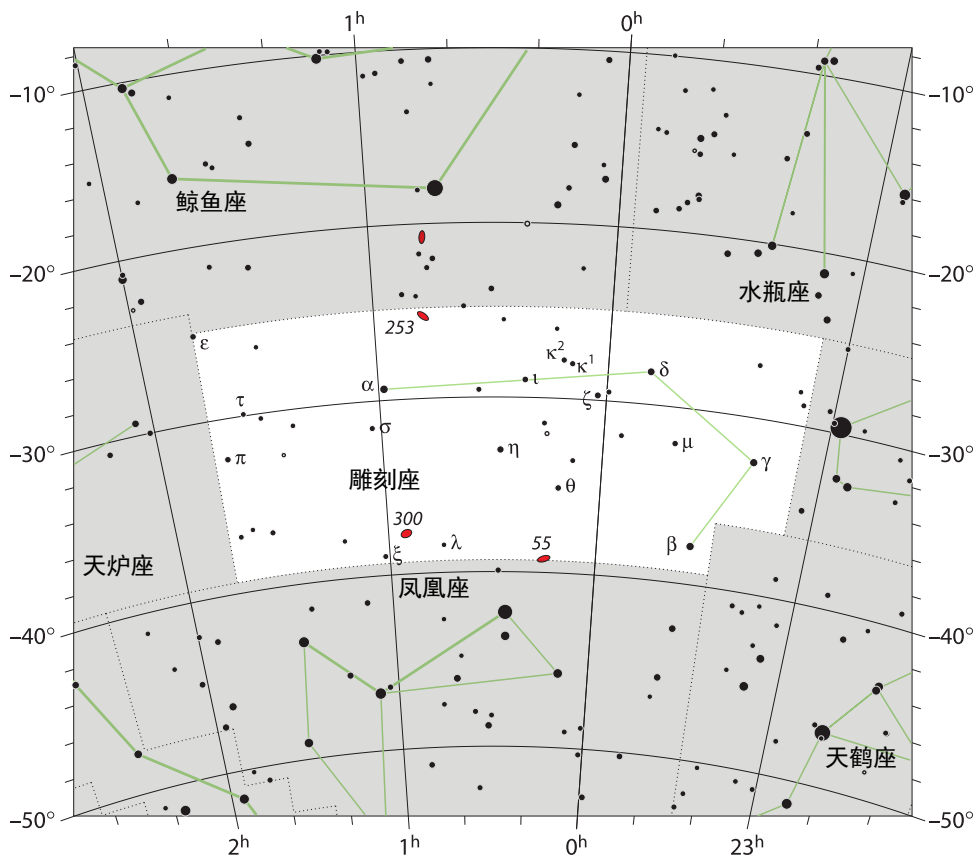 1h 0h
–10° –10°
鲸鱼座
–20° –20°
水瓶座
253
ε
κ² κ¹
δ
α ι
ζ
τ
σ
–30° –30°
μ
η
π γ
雕刻座
θ
300
55
λ
β
ξ
天炉座
凤凰座
–40° –40°
天鹤座
–50° –50°
2h 1h 0h 23h